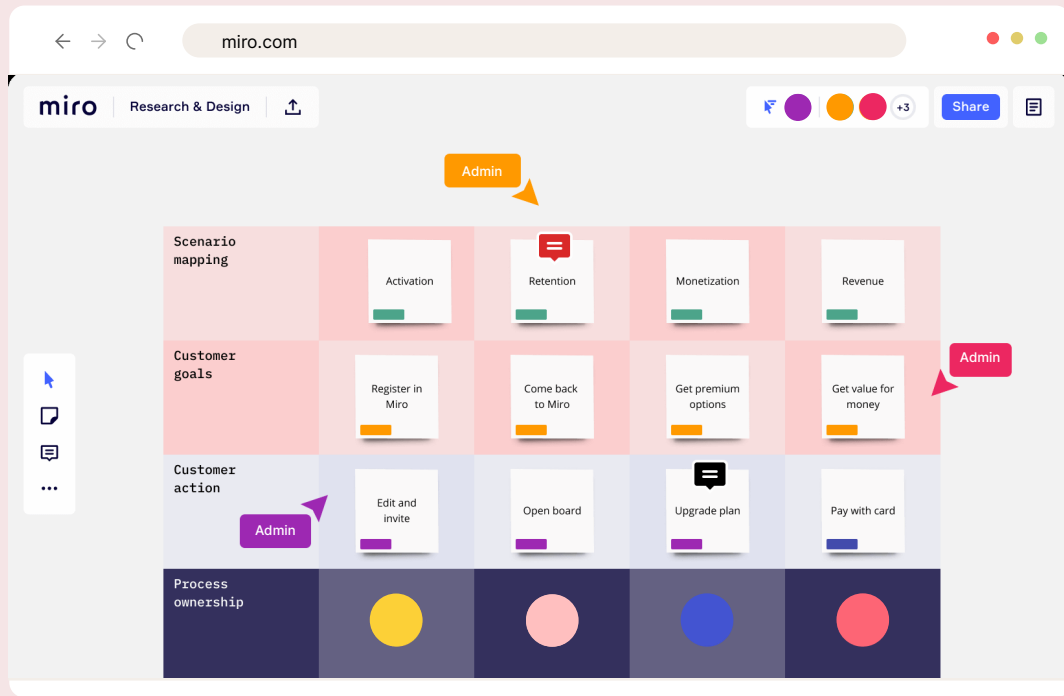 miro.com
miro
Research & Design
+3
Share
Admin
Scenario
mapping
Activation
Retention
Monetization
Revenue
Customer
goals
Register in
Miro
Come back
to Miro
Get premium
options
Get value for
money
Admin
Customer
action
Edit and
invite
Open board
Upgrade plan
Pay with card
Admin
Process
ownership